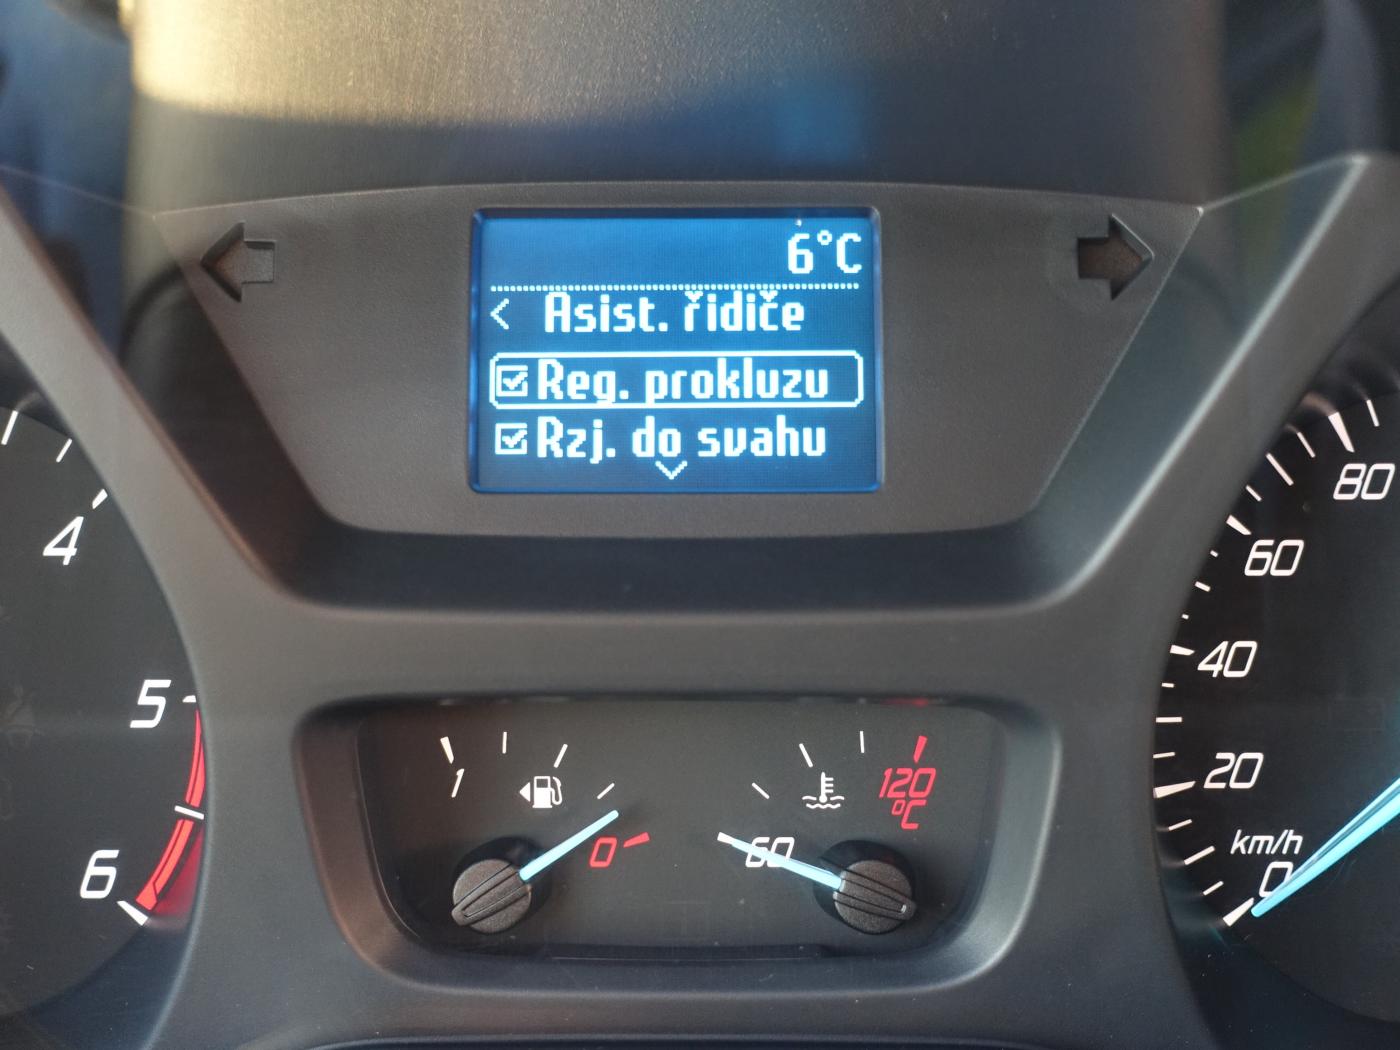 6°C
< Asist. řidiče
Reg. prokluzu
Rzj. do svahu
4
5
6
1
0
60
120
°C
80
60
40
20
km/h
0